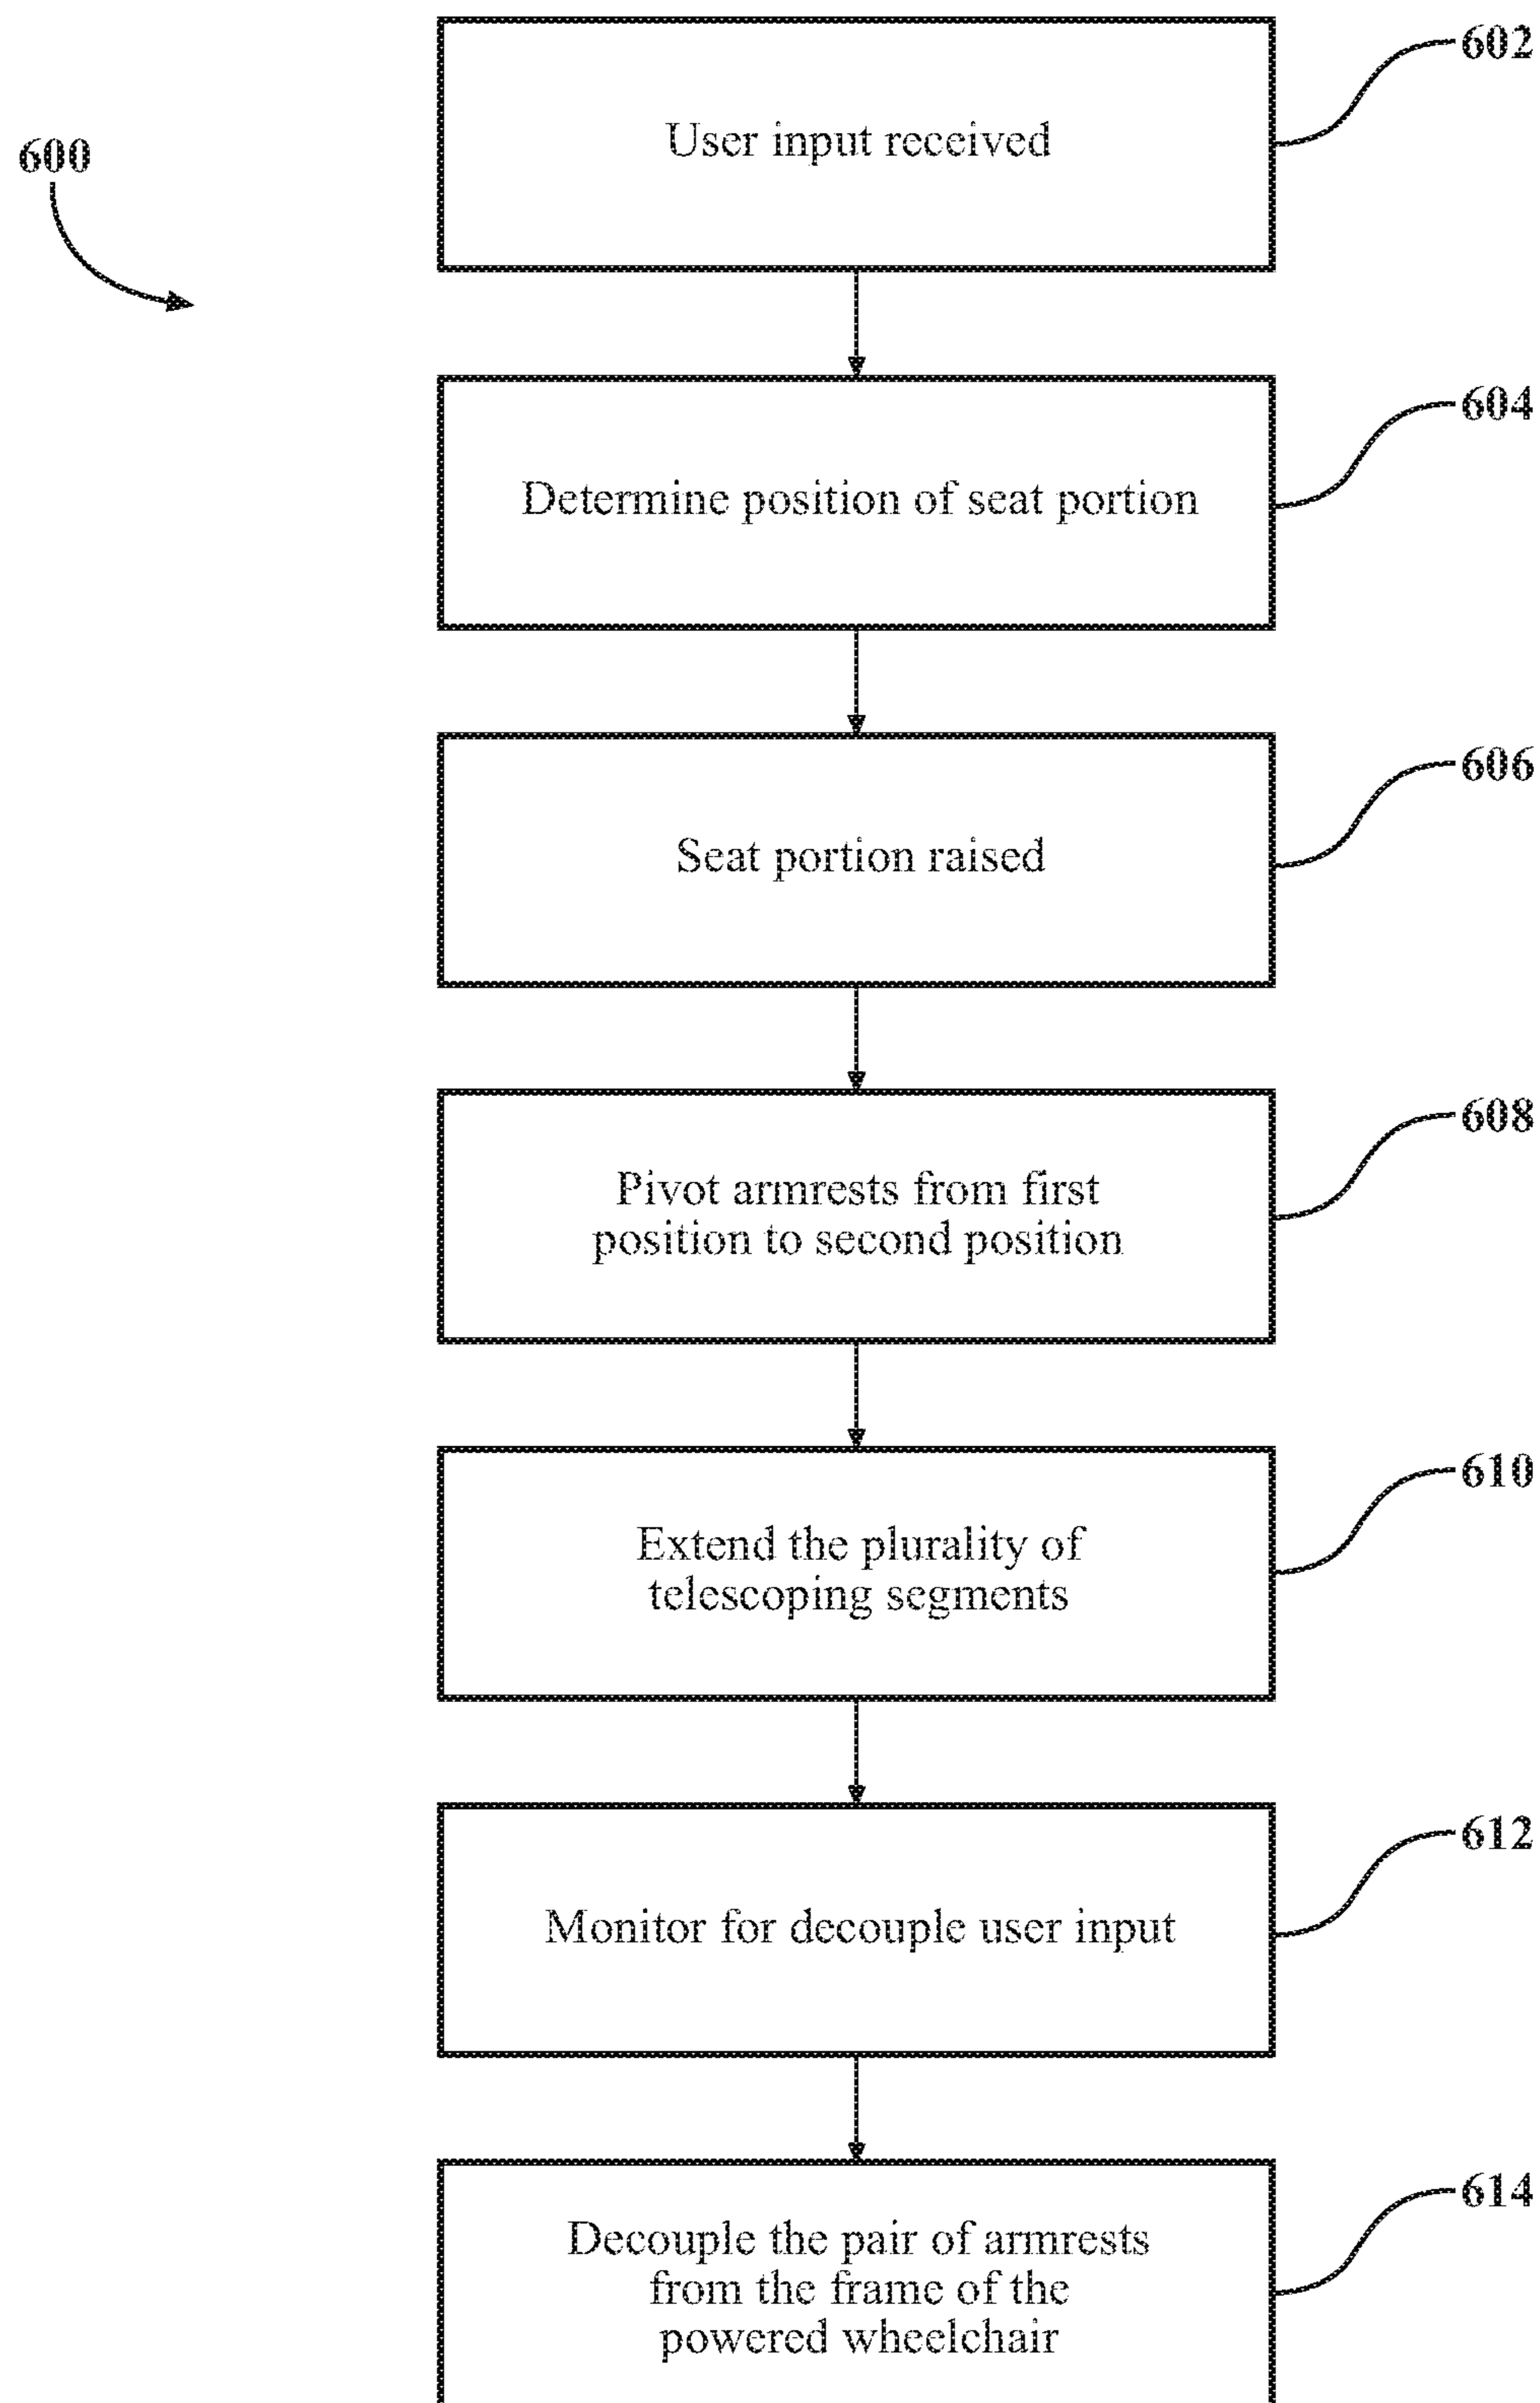 602
User input received
600
604
Determine position of seat portion
606
Seat portion raised
608
Pivot armrests from first
position to second position
610
Extend the plurality of
telescoping segments
612
Monitor for decouple user input
614
Decouple the pair of armrests
from the frame of the
powered wheelchair